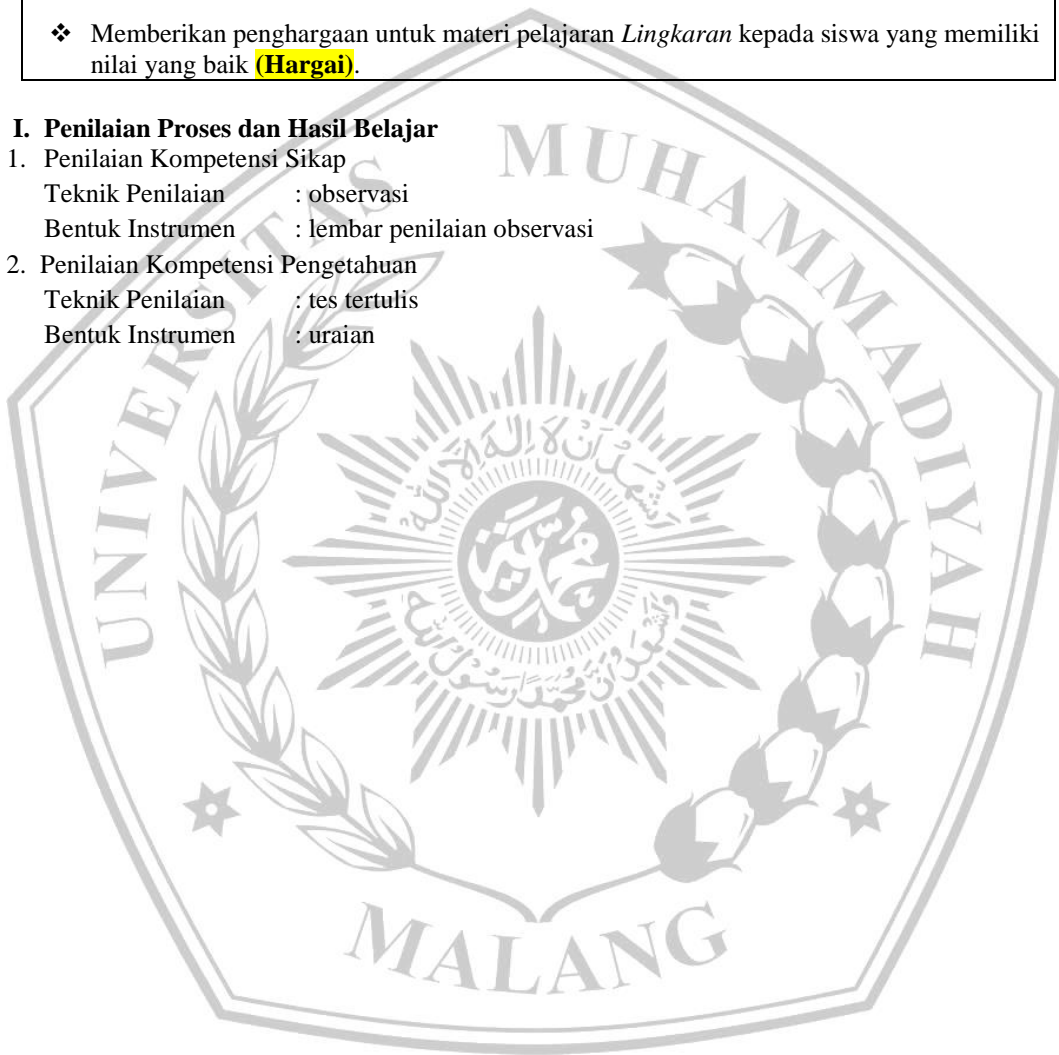 ❖ Memberikan penghargaan untuk materi pelajaran Lingkaran kepada siswa yang memiliki
nilai yang baik (Hargai).
I. Penilaian Proses dan Hasil Belajar
1. Penilaian Kompetensi Sikap
Teknik Penilaian : observasi
Bentuk Instrumen : lembar penilaian observasi
2. Penilaian Kompetensi Pengetahuan
Teknik Penilaian : tes tertulis
Bentuk Instrumen : uraian
UNIVERSITAS MUHAMMADIYAH
MALANG